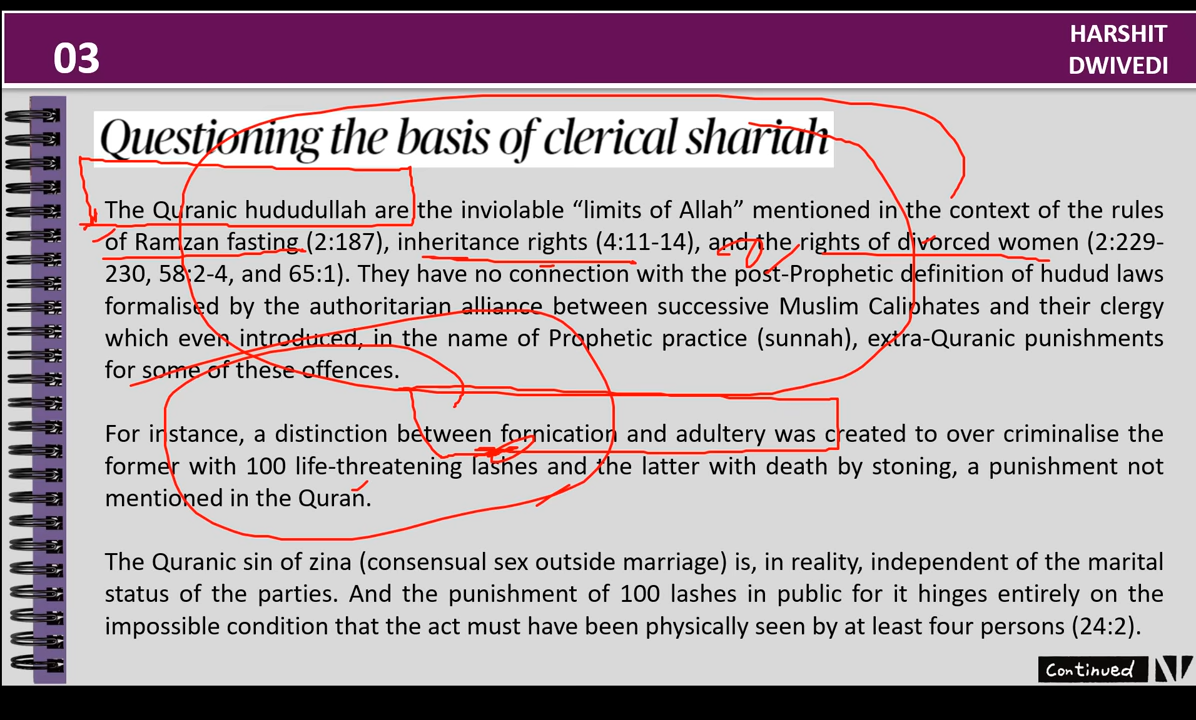 03
HARSHIT
DWIVEDI
Questioning the basis of clerical shariah
The Quranic hududullah are the inviolable “limits of Allah” mentioned in the context of the rules
of Ramzan fasting (2:187), inheritance rights (4:11-14), and the rights of divorced women (2:229-
230, 58:2-4, and 65:1). They have no connection with the post-Prophetic definition of hudud laws
formalised by the authoritarian alliance between successive Muslim Caliphates and their clergy
which even introduced, in the name of Prophetic practice (sunnah), extra-Quranic punishments
for some of these offences.
For instance, a distinction between fornication and adultery was created to over criminalise the
former with 100 life-threatening lashes and the latter with death by stoning, a punishment not
mentioned in the Quran.
The Quranic sin of zina (consensual sex outside marriage) is, in reality, independent of the marital
status of the parties. And the punishment of 100 lashes in public for it hinges entirely on the
impossible condition that the act must have been physically seen by at least four persons (24:2).
Continued